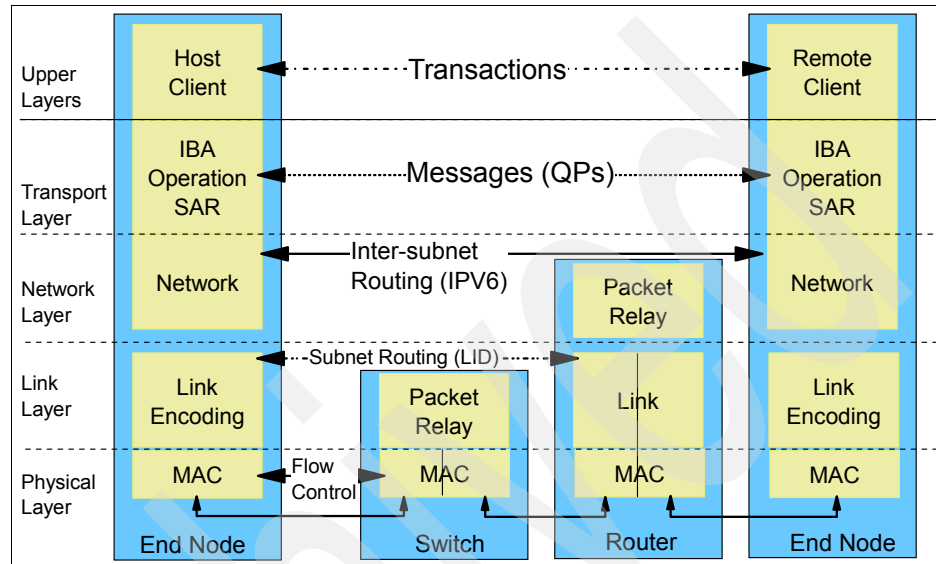 Upper
Layers
Host
Client
Transactions
Remote
Client
Transport
Layer
IBA
Operation
SAR
Messages (QPs)
IBA
Operation
SAR
Network
Layer
Network
Inter-subnet
Routing (IPV6)
Packet
Relay
Network
Link
Layer
Link
Encoding
Subnet Routing (LID)
Packet
Relay
Link
Link
Encoding
Physical
Layer
MAC
Flow
Control
MAC
MAC
MAC
End Node
Switch
Router
End Node